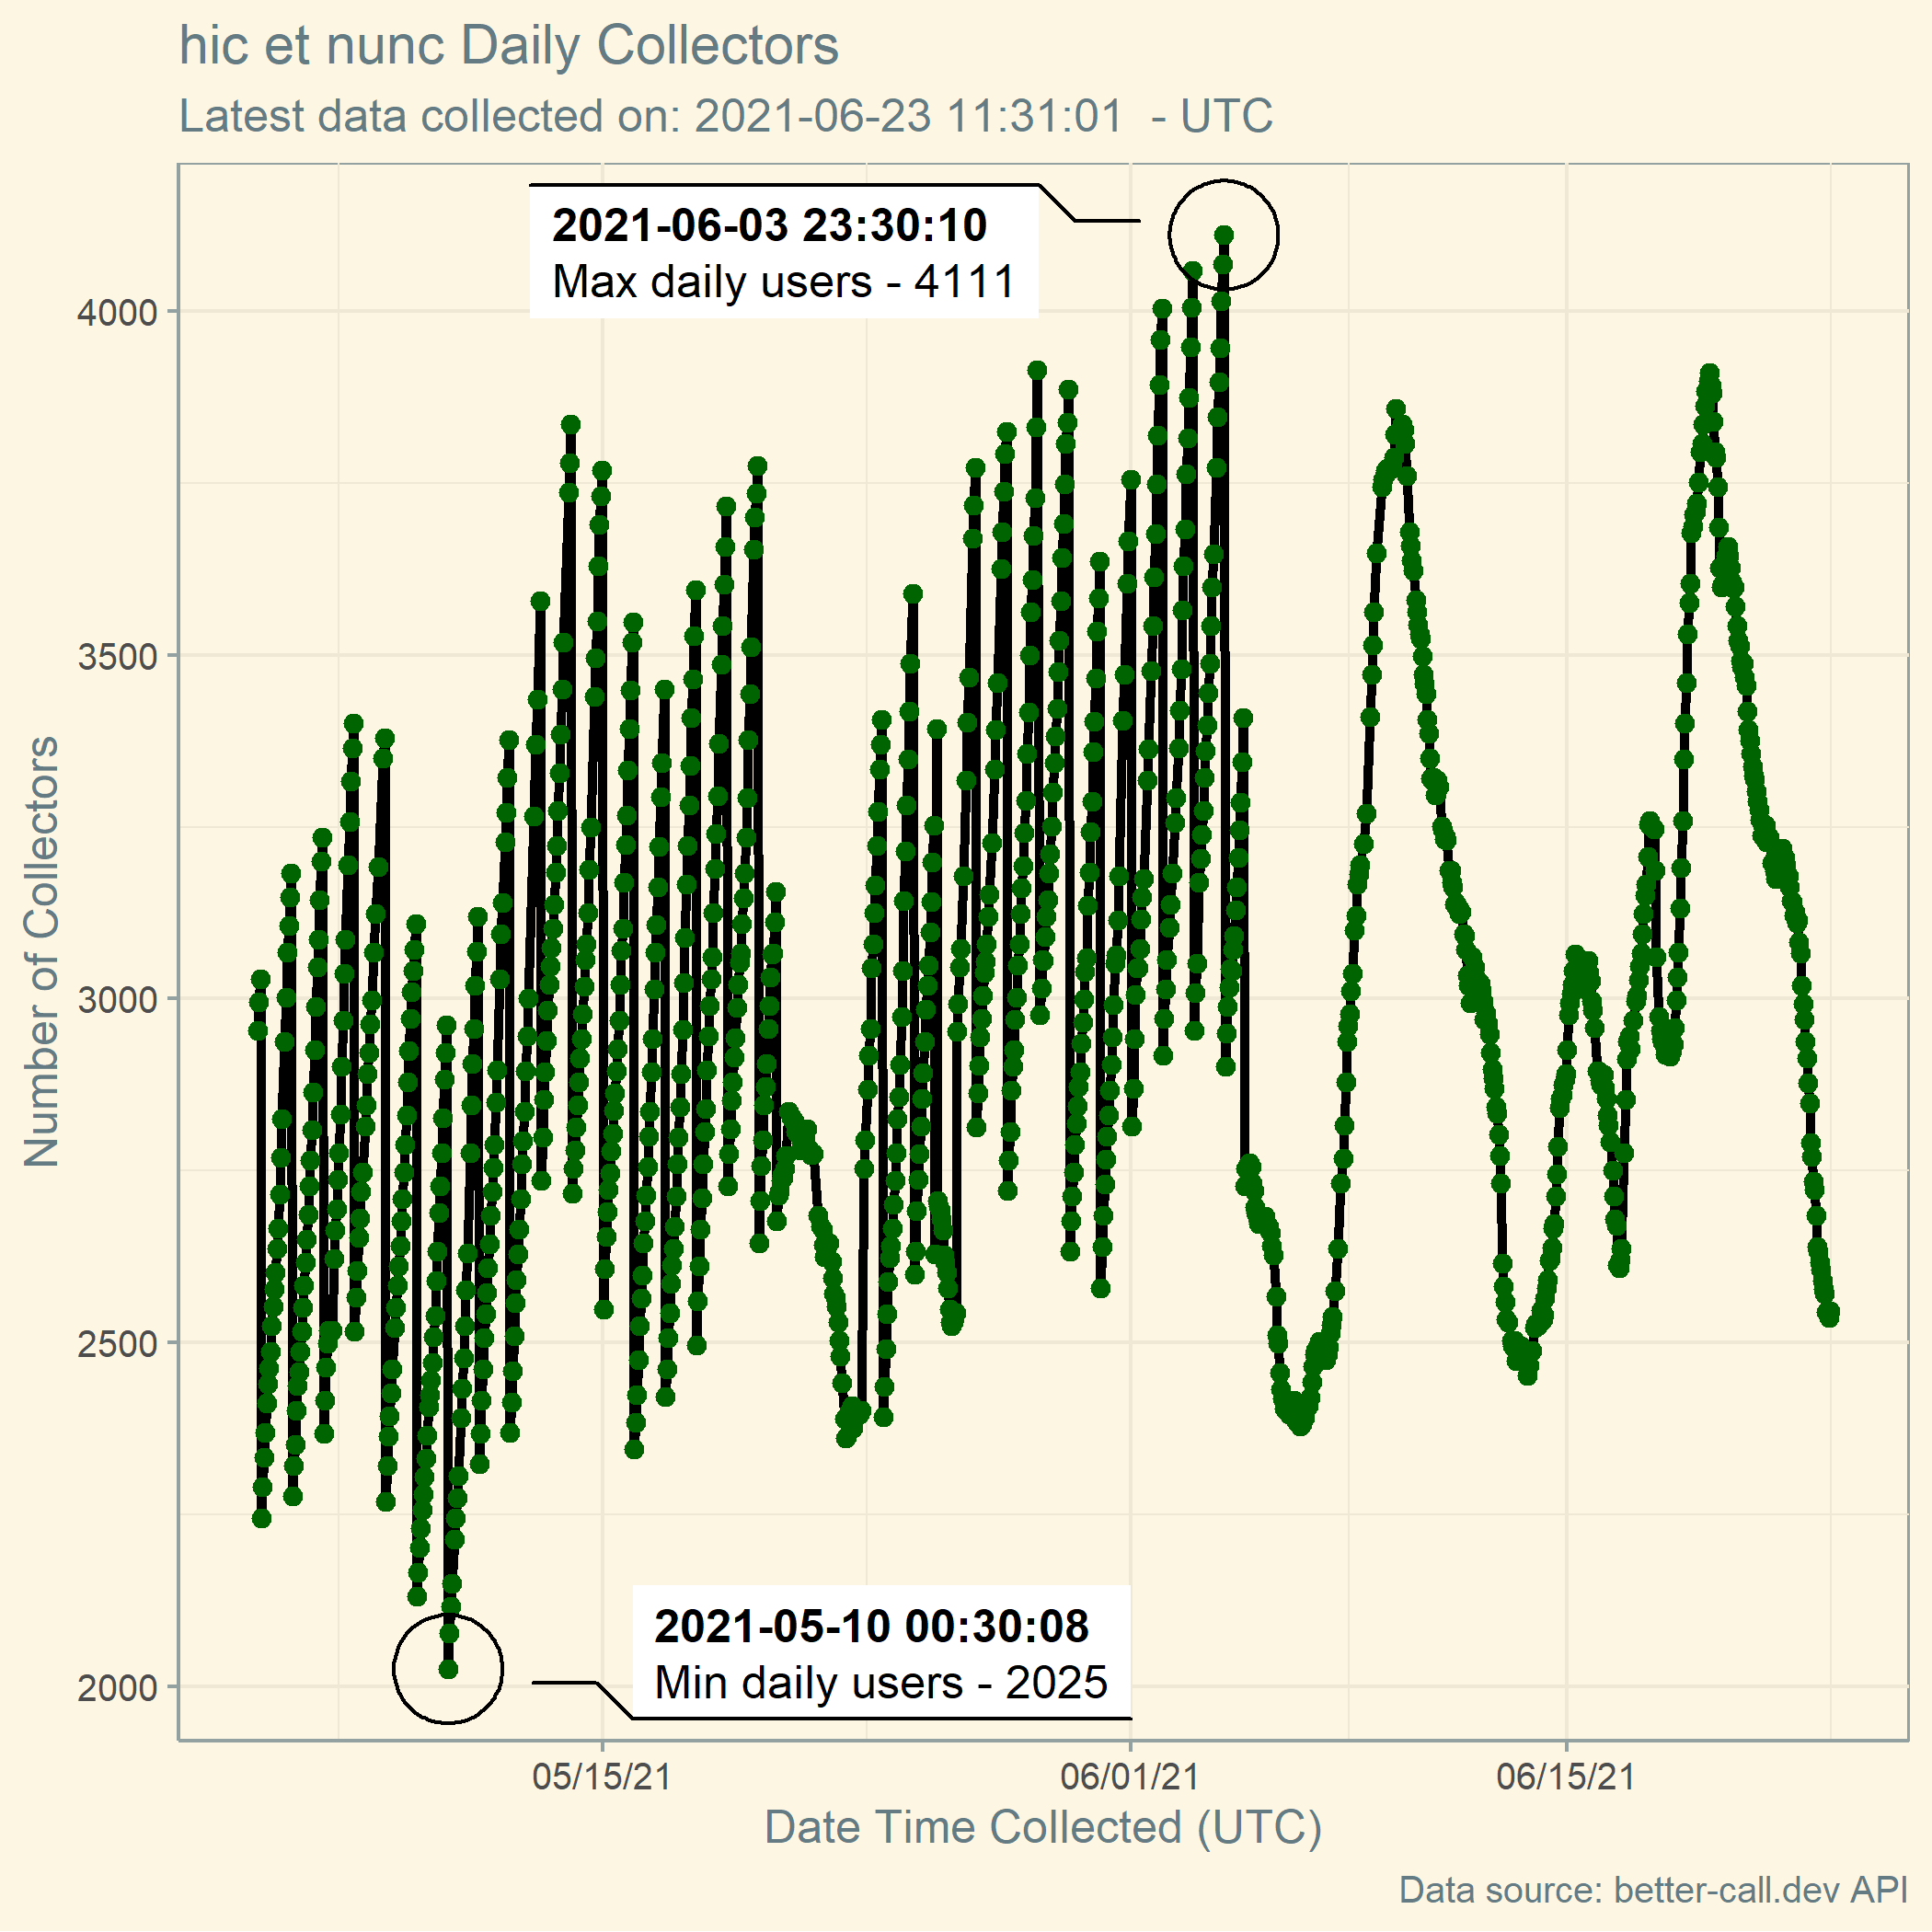 hic et nunc Daily Collectors
Latest data collected on: 2021-06-23 11:31:01  - UTC
2021-06-03 23:30:10
Max daily users - 4111
4000
3500
3000
2500
2000
Number of Collectors
2021-05-10 00:30:08
Min daily users - 2025
05/15/21
06/01/21
06/15/21
Date Time Collected (UTC)
Data source: better-call.dev API